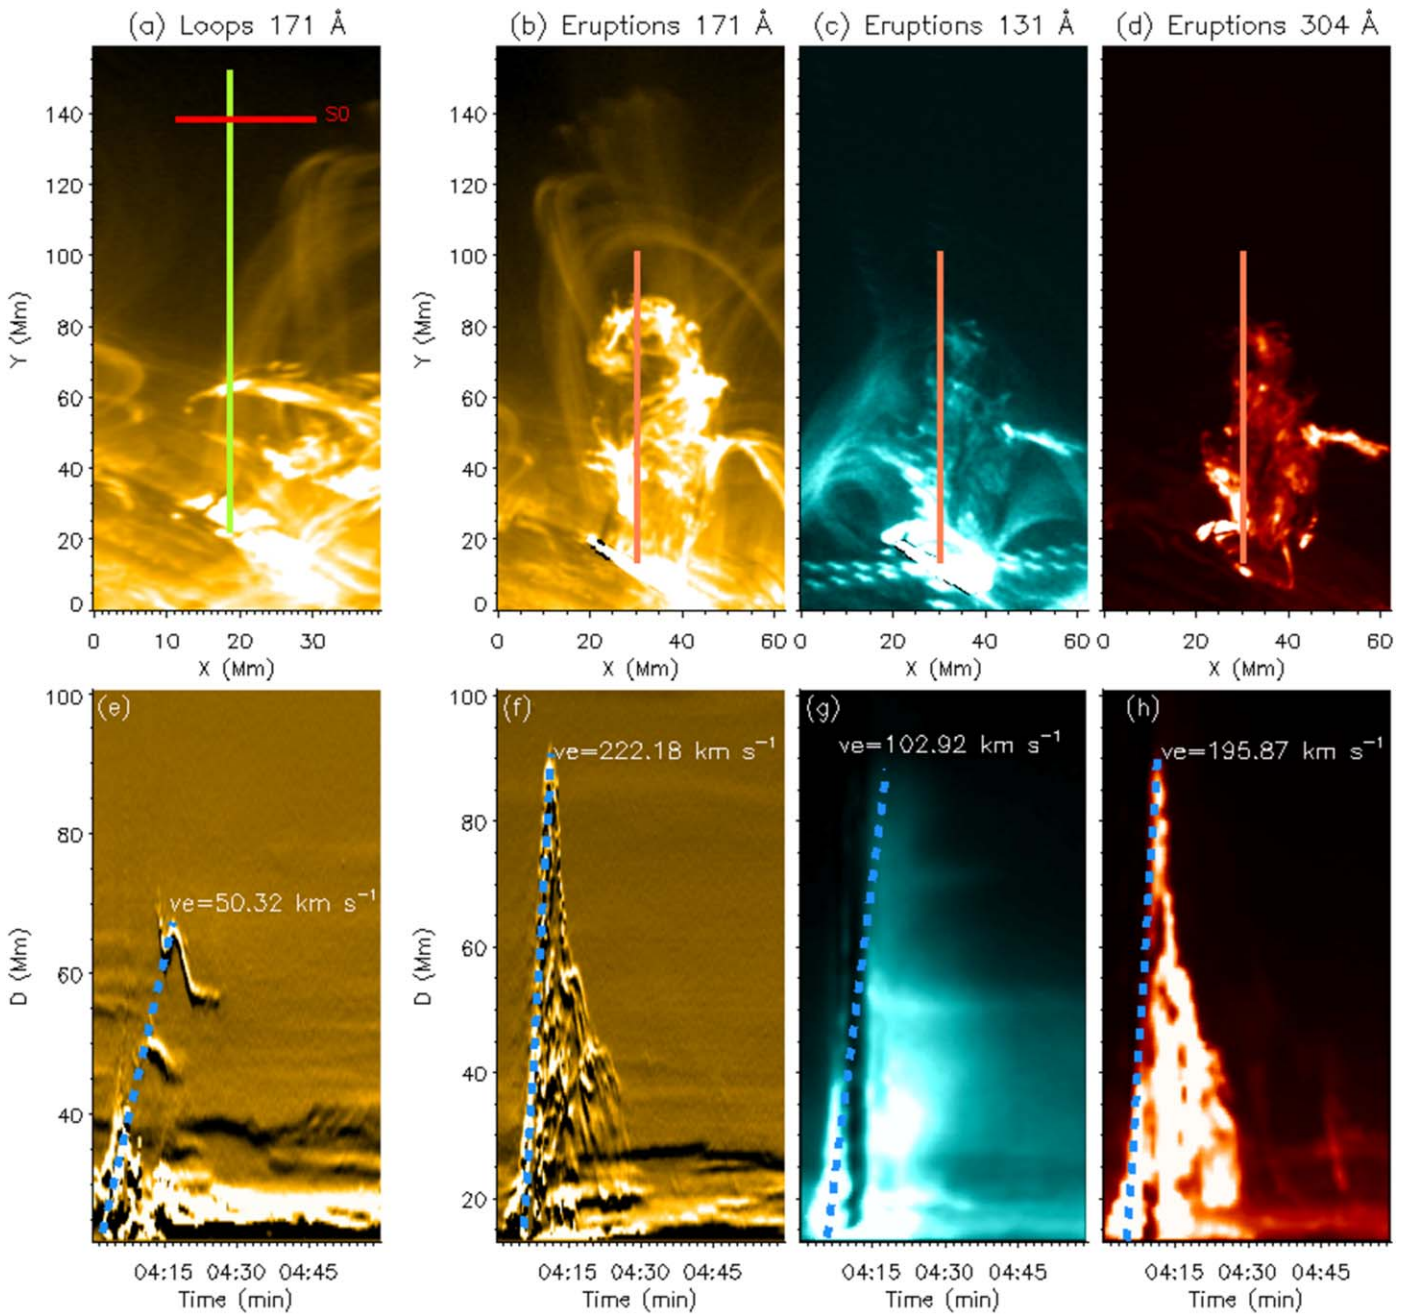 (a) Loops 171 Å
(b) Eruptions 171 Å
(c) Eruptions 131 Å
(d) Eruptions 304 Å
S0
140
120
100
80
60
40
20
0
Y (Mm)
0 10 20 30
X (Mm)
140
120
100
80
60
40
20
0
Y (Mm)
0 20 40 60
X (Mm)
0 20 40 60
X (Mm)
0 20 40 60
X (Mm)
(e)
ve=50.32 km s⁻¹
100
80
60
40
D (Mm)
04:15 04:30 04:45
Time (min)
(f)
ve=222.18 km s⁻¹
100
80
60
40
20
D (Mm)
04:15 04:30 04:45
Time (min)
(g)
ve=102.92 km s⁻¹
04:15 04:30 04:45
Time (min)
(h)
ve=195.87 km s⁻¹
04:15 04:30 04:45
Time (min)